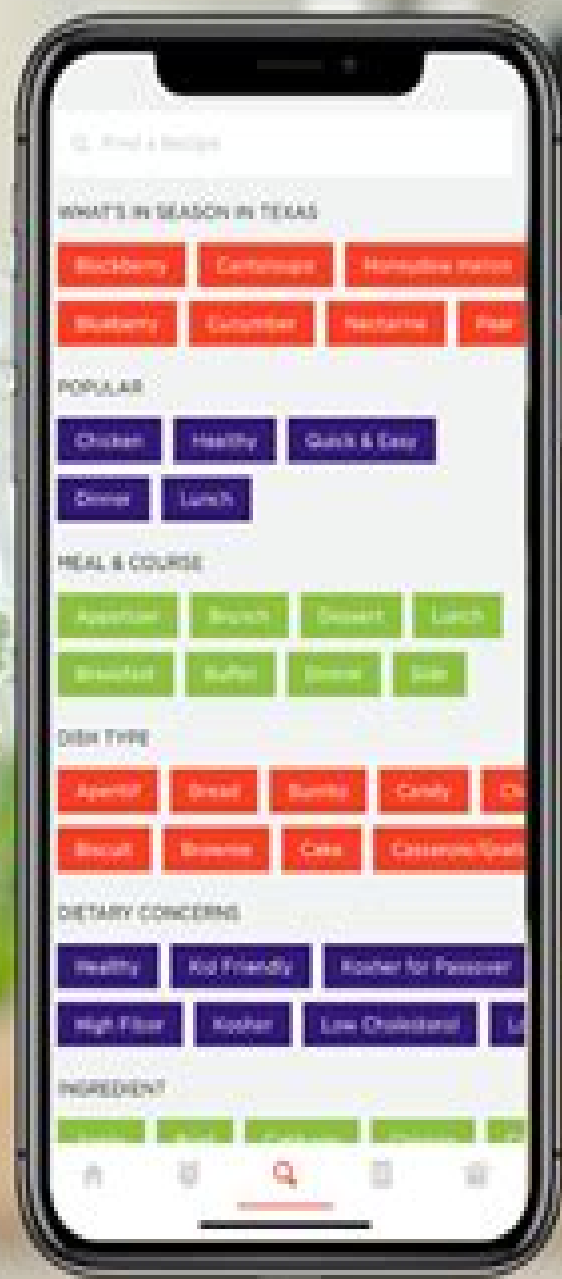 Find a Recipe
WHAT'S IN SEASON IN TEXAS
Blackberry Cantaloupe Honeydew melon
Blueberry Cucumber Nectarine Pear
POPULAR
Chicken Healthy Quick & Easy
Dinner Lunch
MEAL & COURSE
Appetizer Brunch Dessert Lunch
Breakfast Buffet Dinner Side
DISH TYPE
Aperitif Bread Burrito Candy
Biscuit Brownie Cake Casserole/Grati
DIETARY CONCERNS
Healthy Kid Friendly Kosher for Passover
High Fiber Kosher Low Cholesterol
INGREDIENT